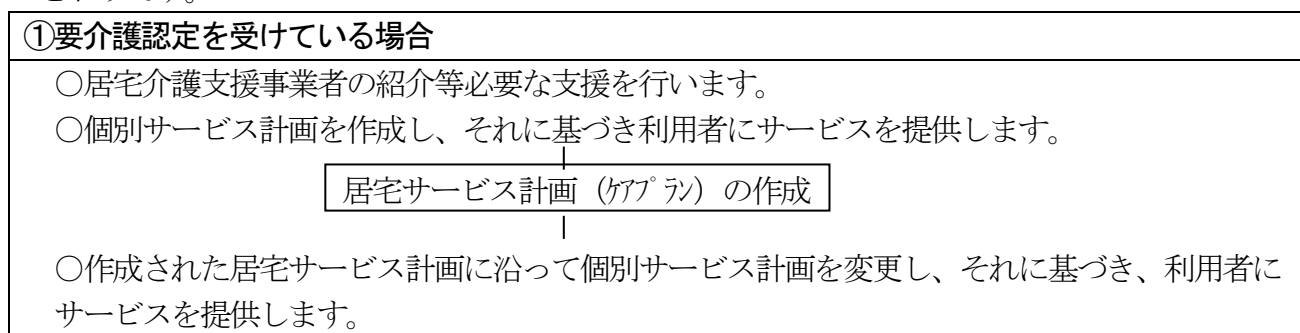 ①要介護認定を受けている場合
○居宅介護支援事業者の紹介等必要な支援を行います。
○個別サービス計画を作成し、それに基づき利用者にサービスを提供します。
居宅サービス計画（ｹｱﾌﾟﾗﾝ）の作成
○作成された居宅サービス計画に沿って個別サービス計画を変更し、それに基づき、利用者に
サービスを提供します。